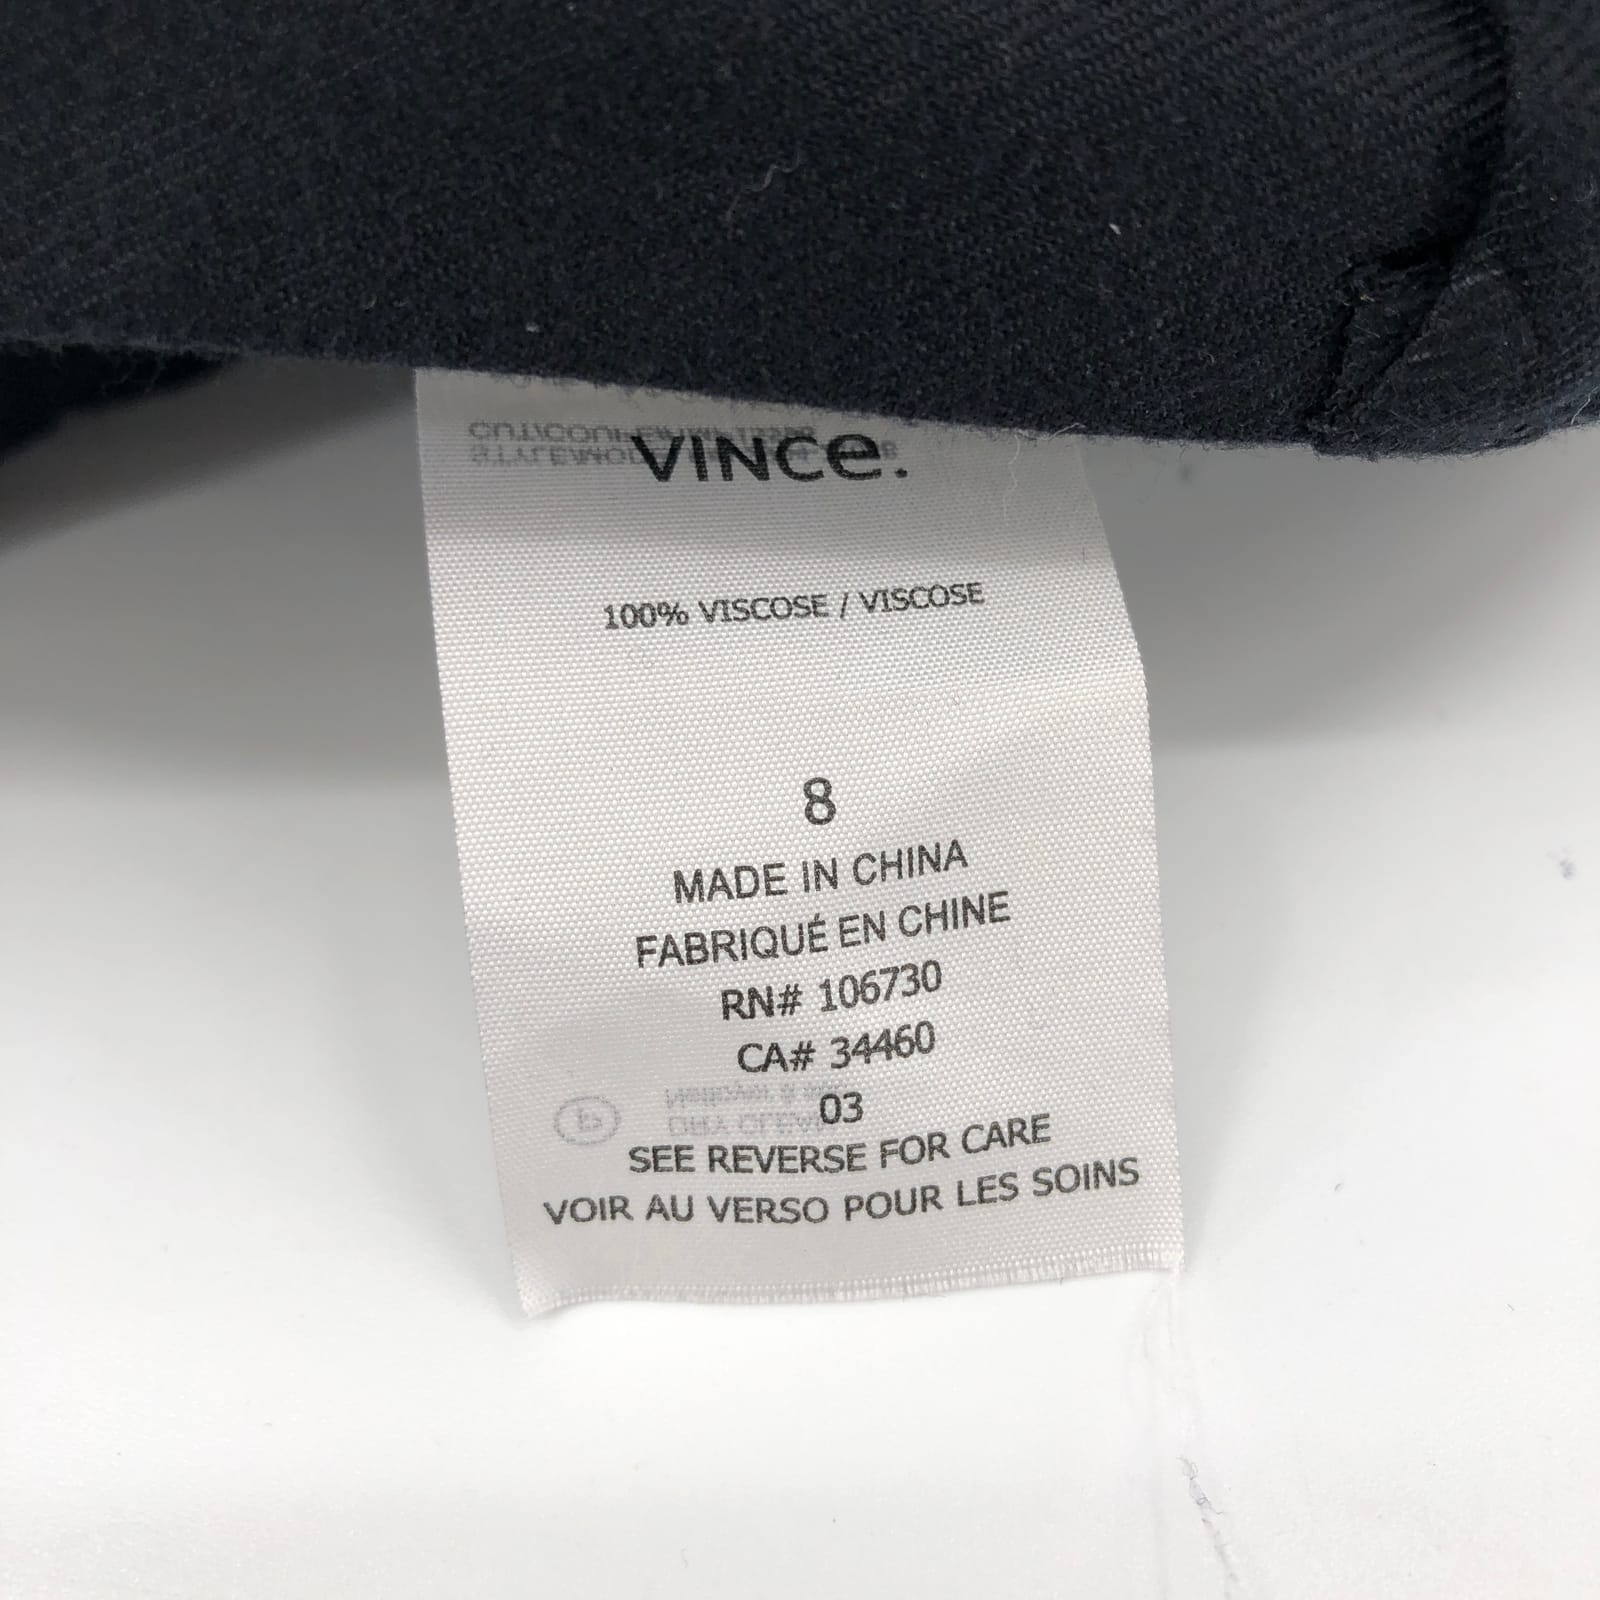 VINCe.
100% VISCOSE / VISCOSE
8
MADE IN CHINA
FABRIQUÉ EN CHINE
RN# 106730
CA# 34460
03
SEE REVERSE FOR CARE
VOIR AU VERSO POUR LES SOINS